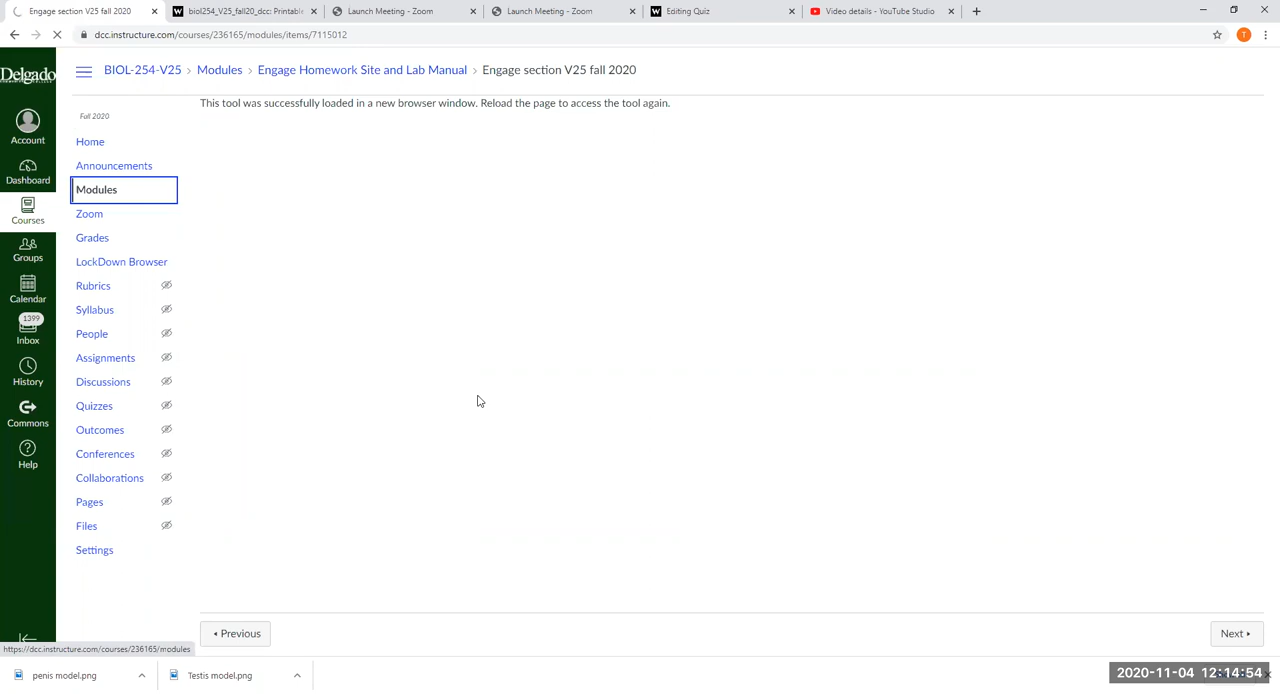 Engage section V25 fall 2020
biol254_V25_fall20_dcc: Printable
Launch Meeting - Zoom
Launch Meeting - Zoom
Editing Quiz
Video details - YouTube Studio
dcc.instructure.com/courses/236165/modules/items/7115012
T
Delgado
BIOL-254-V25 › Modules › Engage Homework Site and Lab Manual › Engage section V25 fall 2020
This tool was successfully loaded in a new browser window. Reload the page to access the tool again.
Fall 2020
Home
Announcements
Modules
Zoom
Grades
LockDown Browser
Rubrics
Syllabus
People
Assignments
Discussions
Quizzes
Outcomes
Conferences
Collaborations
Pages
Files
Settings
Account
Dashboard
Courses
Groups
Calendar
1399
Inbox
History
Commons
Help
Previous
Next
https://dcc.instructure.com/courses/236165/modules
penis model.png
Testis model.png
2020-11-04 12:14:54